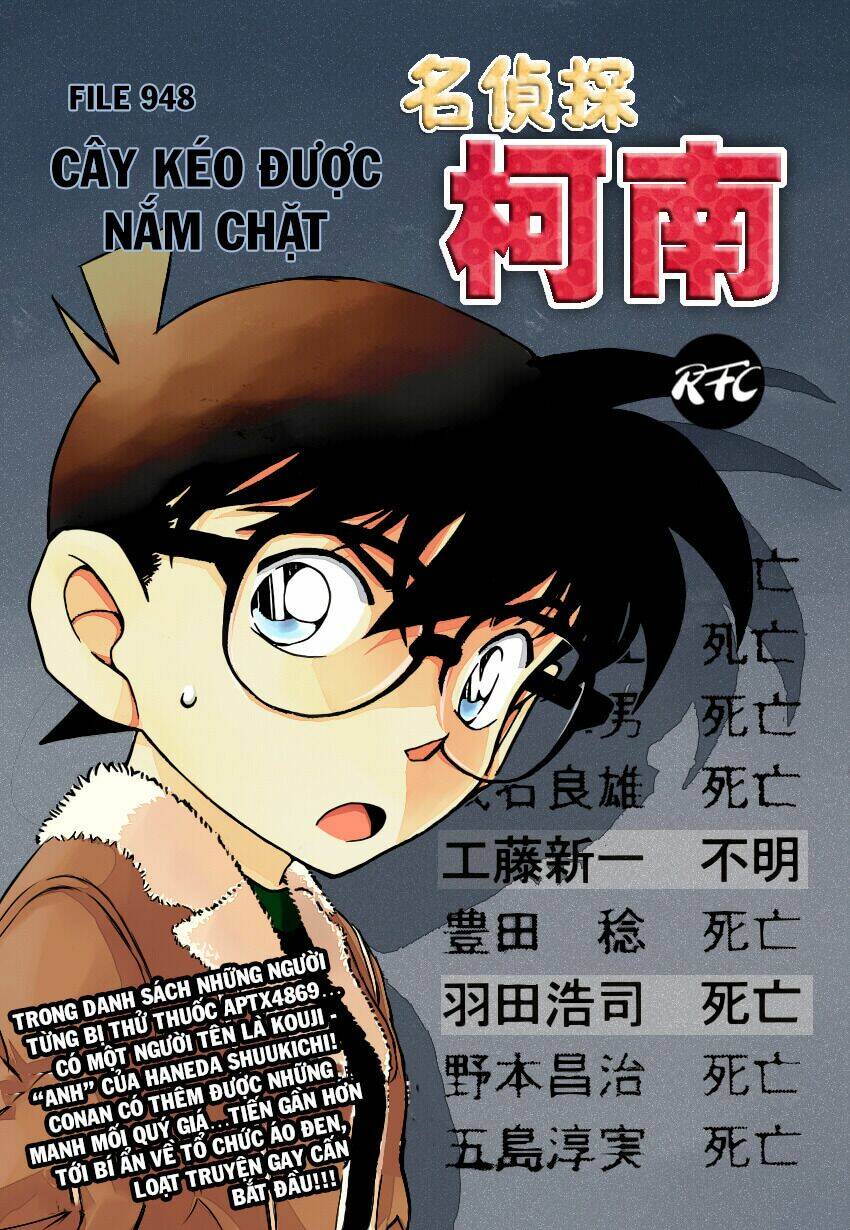 FILE 948
CÂY KÉO ĐƯỢC
NẮM CHẶT
名偵探
柯南
RFC
亡
死亡
男 死亡
石良雄 死亡
工藤新一 不明
豊田 稔 死亡
羽田浩司 死亡
野本昌治 死亡
五島淳実 死亡
TRONG DANH SÁCH NHỮNG NGƯỜI
TỪNG BỊ THỬ THUỐC APTX4869...
CÓ MỘT NGƯỜI TÊN LÀ KOUJI -
“ANH” CỦA HANEDA SHUUKICHI!
CONAN CÓ THÊM ĐƯỢC NHỮNG
MANH MỐI QUÝ GIÁ...TIẾN GẦN HƠN
TỚI BÍ ẨN VỀ TỔ CHỨC ÁO ĐEN,
LOẠT TRUYỆN GAY CẤN
BẮT ĐẦU!!!